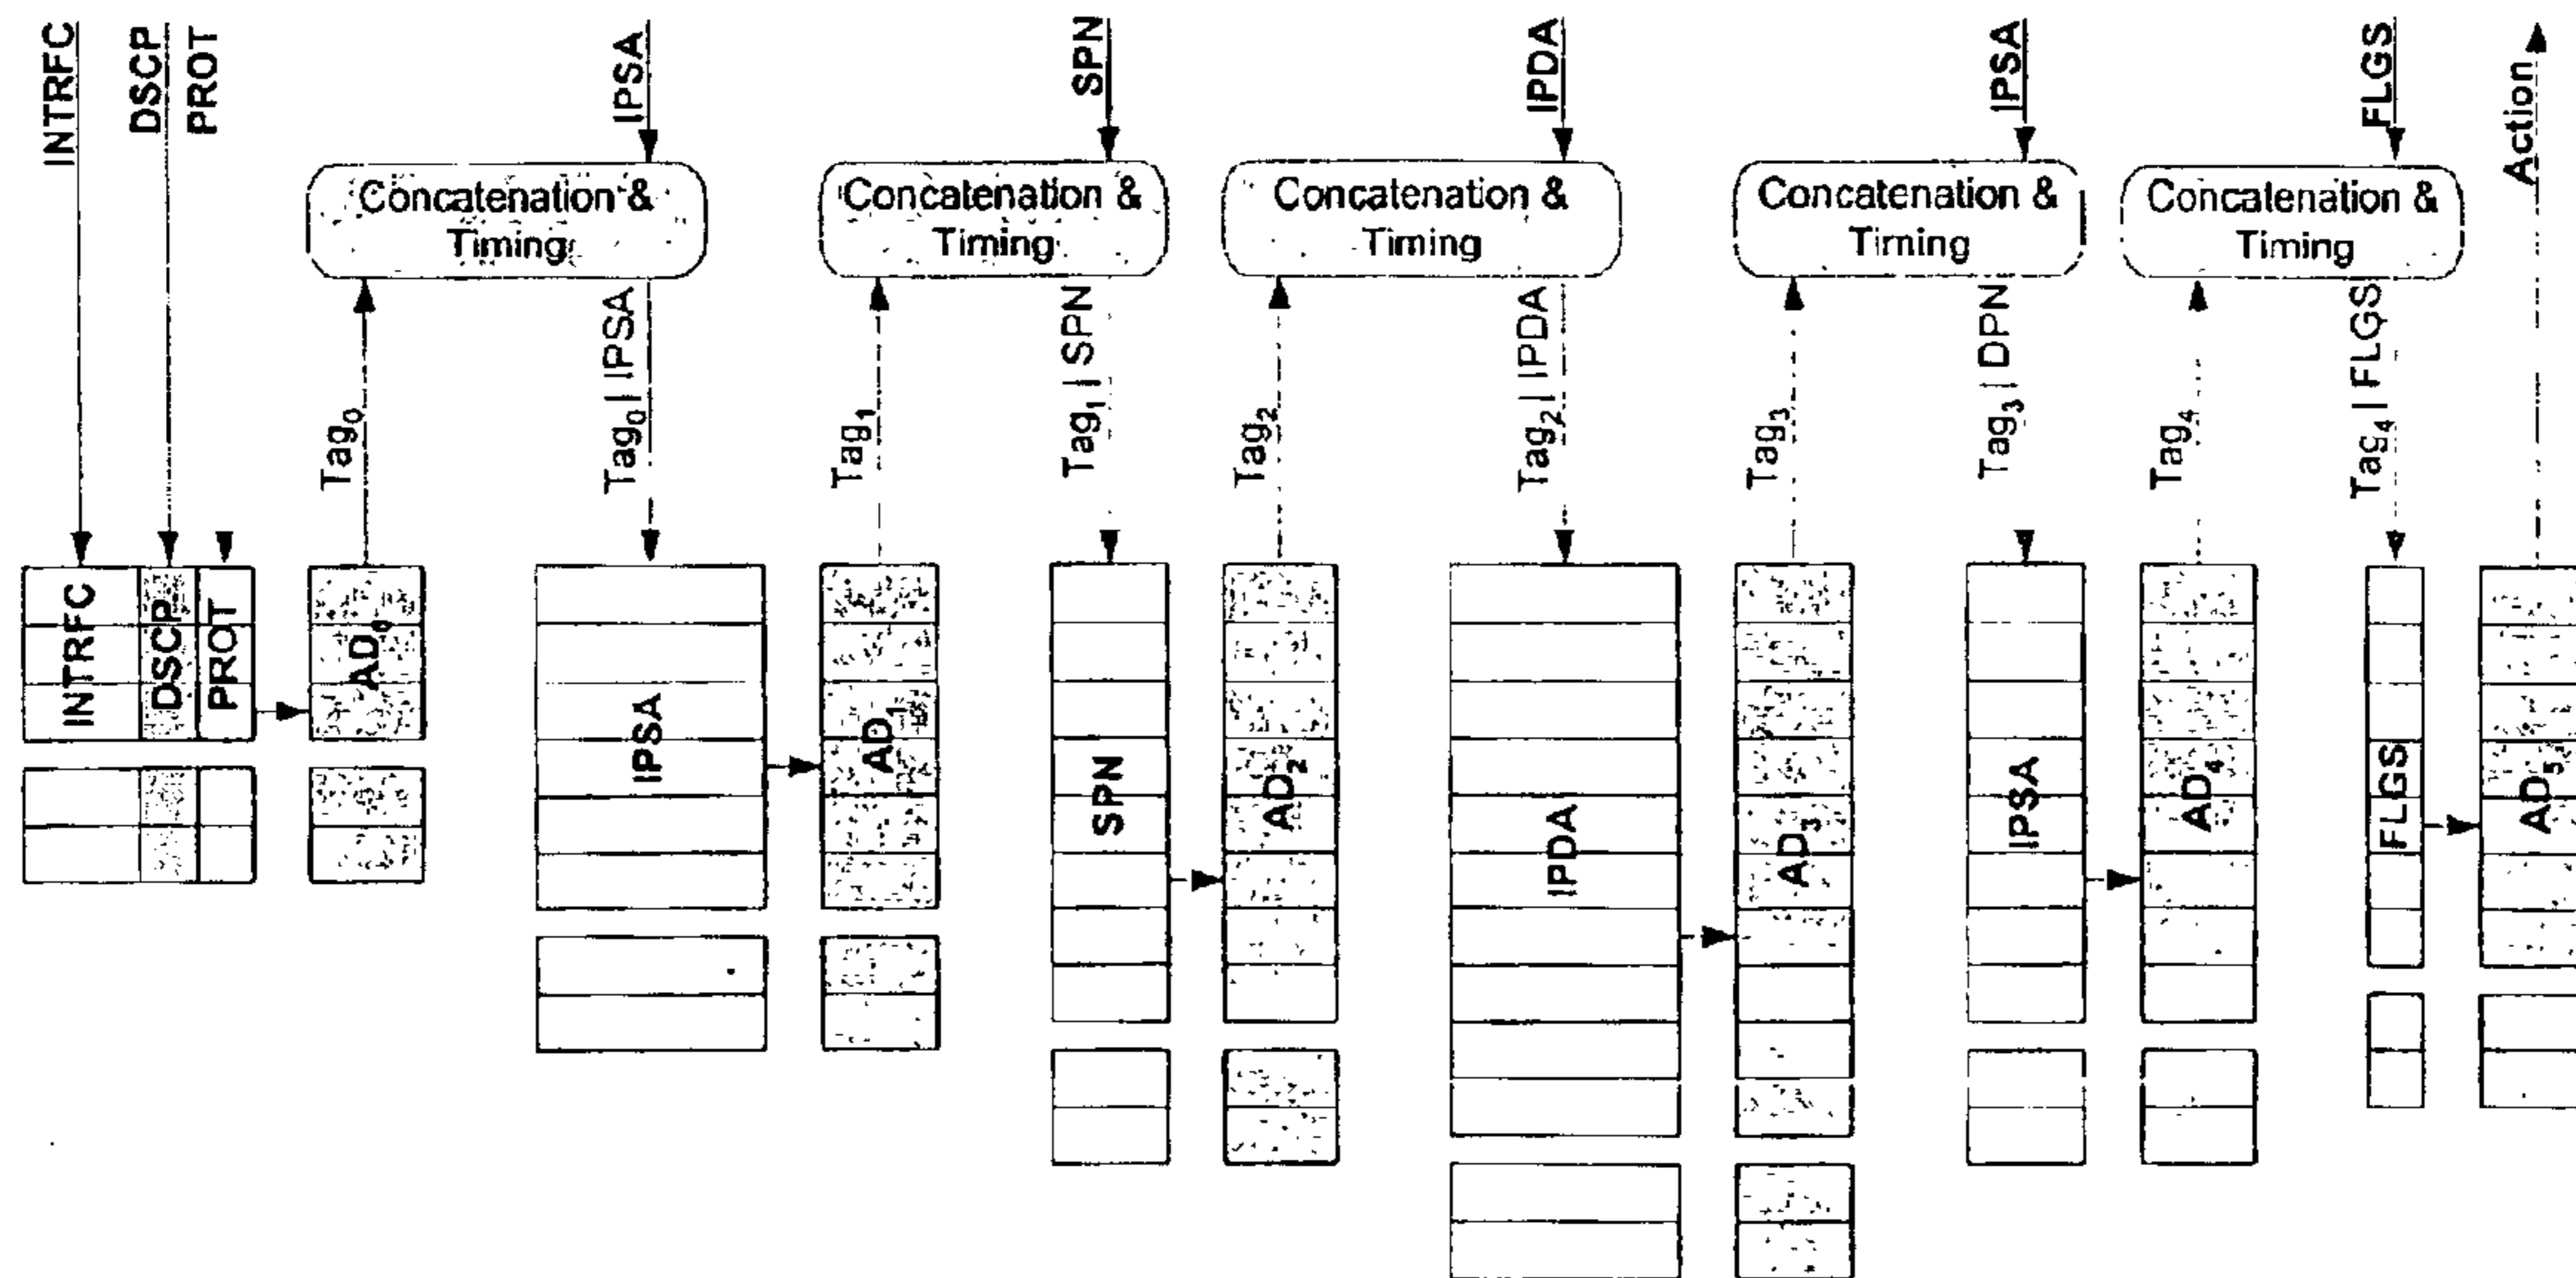 INTRFC
DSCP
PROT
IPSA
SPN
IPDA
IPSA
FLGS
Action
Concatenation &
Timing
Concatenation &
Timing
Concatenation &
Timing
Concatenation &
Timing
Concatenation &
Timing
Tag0
Tag0 | IPSA
Tag1
Tag1 | SPN
Tag2
Tag2 | IPDA
Tag3
Tag3 | DPN
Tag4
Tag4 | FLGS
INTRFC
DSCP
PROT
AD0
IPSA
AD1
SPN
AD2
IPDA
AD3
IPSA
AD4
FLGS
AD5